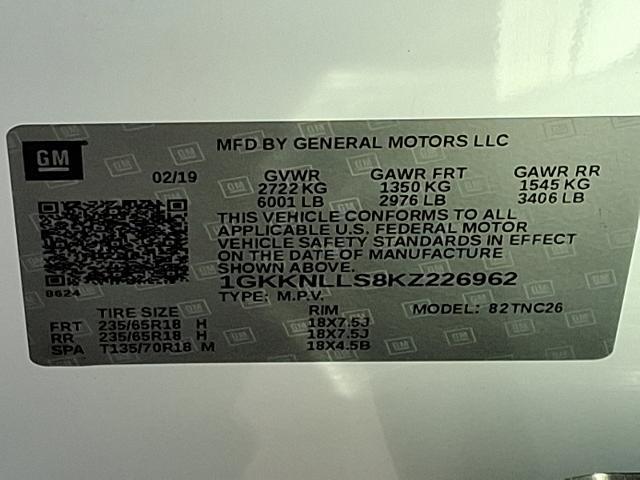 GM
MFD BY GENERAL MOTORS LLC
02/19 GVWR GAWR FRT GAWR RR
2722 KG 1350 KG 1545 KG
6001 LB 2976 LB 3406 LB
THIS VEHICLE CONFORMS TO ALL
APPLICABLE U.S. FEDERAL MOTOR
VEHICLE SAFETY STANDARDS IN EFFECT
ON THE DATE OF MANUFACTURE
SHOWN ABOVE.
8624
1GKKNLLS8KZ226962
TYPE: M.P.V.
TIRE SIZE RIM MODEL: 82TNC26
FRT 235/65R18 H 18X7.5J
RR 235/65R18 H 18X7.5J
SPA T135/70R18 M 18X4.5B